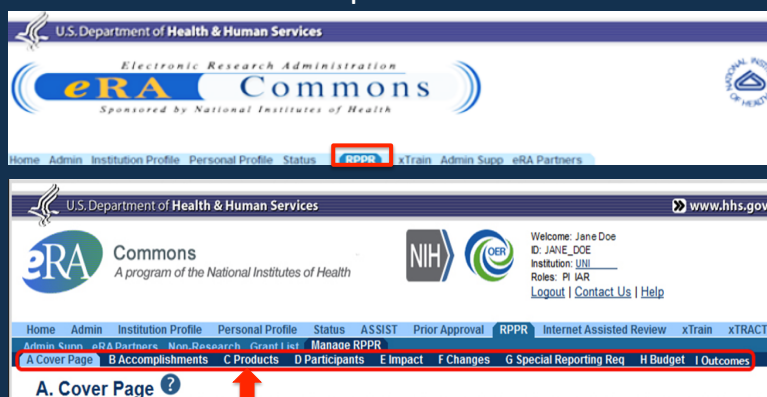 U.S. Department of Health & Human Services
Electronic Research Administration
eRA Commons
Sponsored by National Institutes of Health
Home Admin Institution Profile Personal Profile Status RPPR xTrain Admin Supp eRA Partners
U.S. Department of Health & Human Services www.hhs.gov
eRA Commons
A program of the National Institutes of Health
NIH OER
Welcome: Jane Doe
ID: JANE_DOE
Institution: UNI
Roles: PI IAR
Logout | Contact Us | Help
Home Admin Institution Profile Personal Profile Status ASSIST Prior Approval RPPR Internet Assisted Review xTrain xTRACT
Admin Supp eRA Partners Non-Research Grant List Manage RPPR
A Cover Page B Accomplishments C Products D Participants E Impact F Changes G Special Reporting Req H Budget I Outcomes
A. Cover Page ?